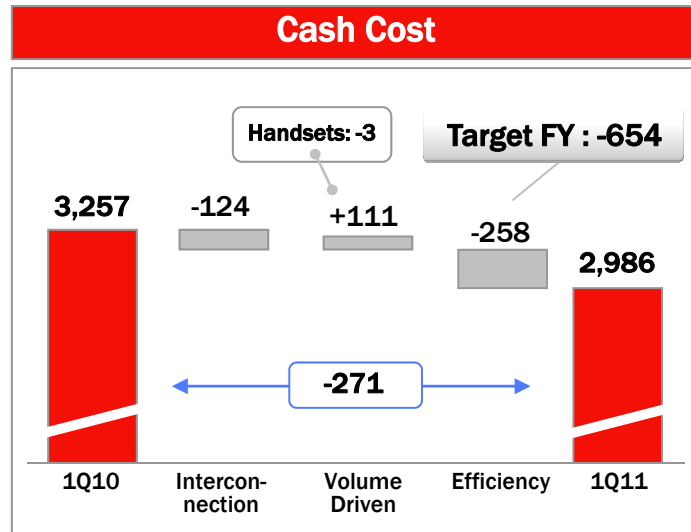 Cash Cost
Handsets: -3
Target FY : -654
3,257
-124
+111
-258
2,986
-271
1Q10
Intercon-
nection
Volume
Driven
Efficiency
1Q11